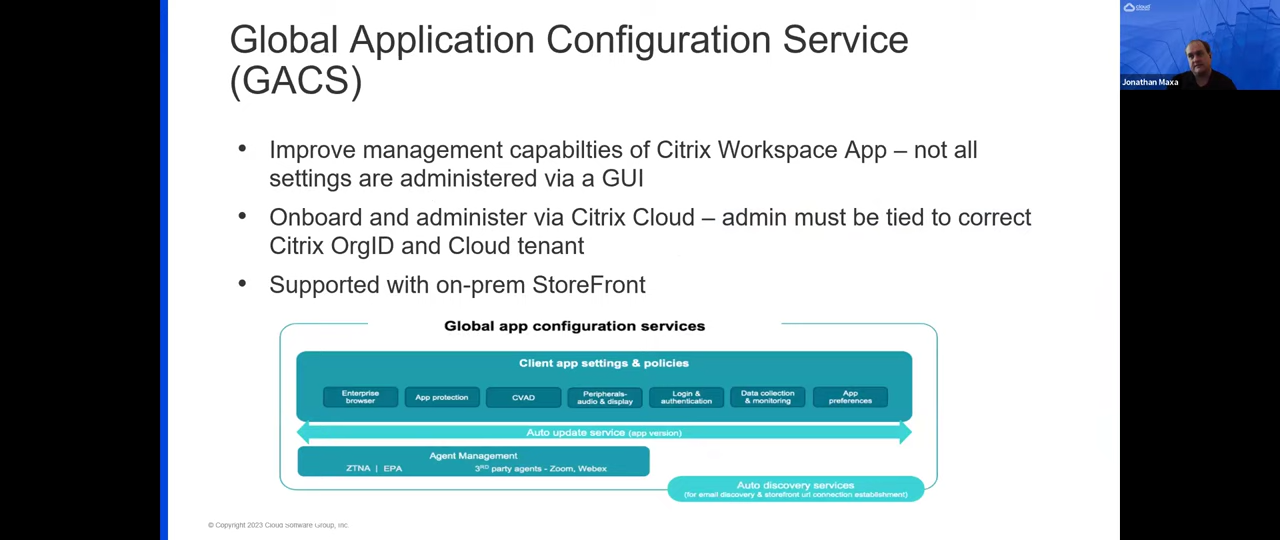 Global Application Configuration Service
(GACS)
• Improve management capabilties of Citrix Workspace App – not all
settings are administered via a GUI
• Onboard and administer via Citrix Cloud – admin must be tied to correct
Citrix OrgID and Cloud tenant
• Supported with on-prem StoreFront
Global app configuration services
Client app settings & policies
Enterprise
browser
App protection
CVAD
Peripherals-
audio & display
Login &
authentication
Data collection
& monitoring
App
preferences
Auto update service (app version)
Agent Management
ZTNA | EPA
3RD party agents - Zoom, Webex
Auto discovery services
(for email discovery & storefront url connection establishment)
© Copyright 2023 Cloud Software Group, Inc.
cloud
Jonathan Maxa